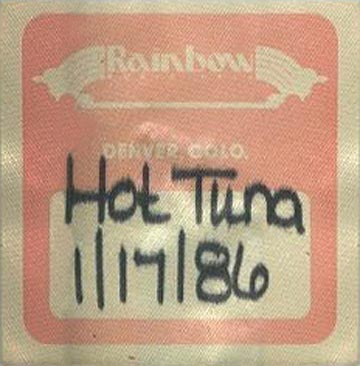 Rainbow
DENVER, COLO.
Hot Tuna
1/17/86